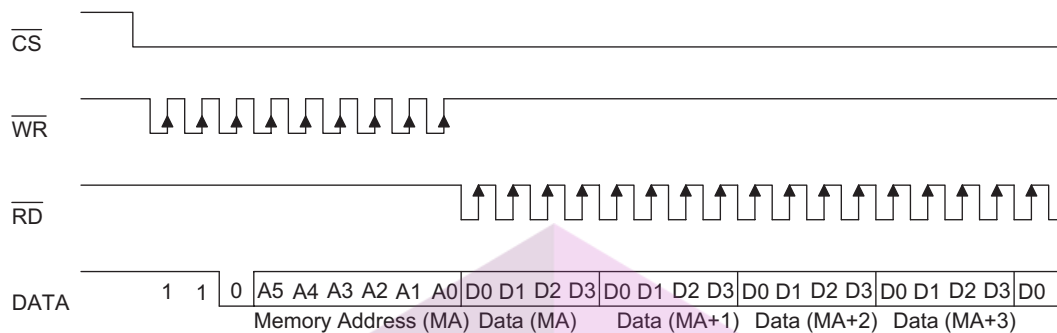 CS
WR
RD
DATA 1 1 0 A5 A4 A3 A2 A1 A0 D0 D1 D2 D3 D0 D1 D2 D3 D0 D1 D2 D3 D0 D1 D2 D3 D0
Memory Address (MA) Data (MA) Data (MA+1) Data (MA+2) Data (MA+3)